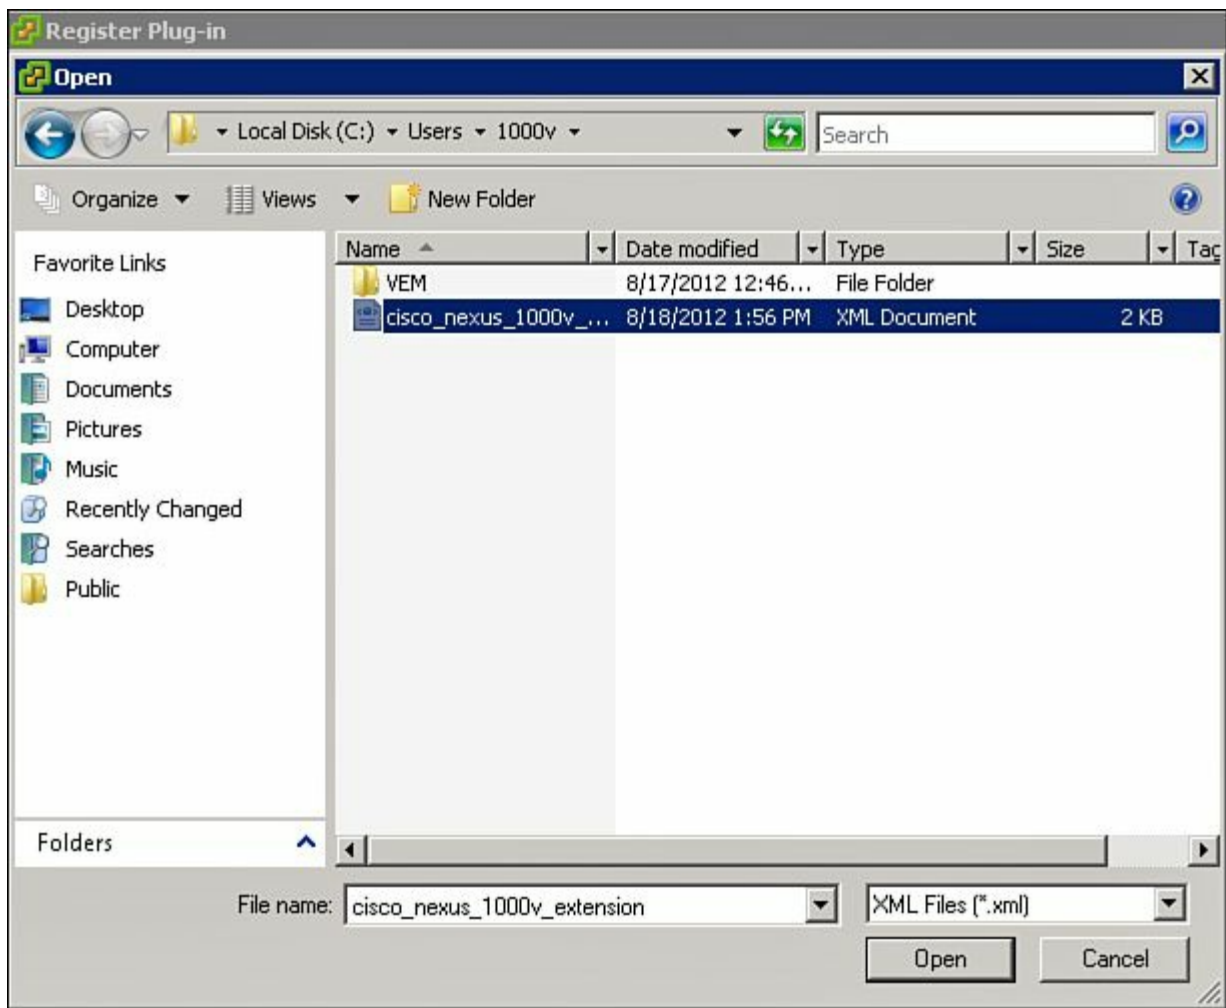 Register Plug-in
Open
Local Disk (C:) Users 1000v
Search
Organize Views New Folder
Favorite Links
Desktop
Computer
Documents
Pictures
Music
Recently Changed
Searches
Public
Folders
Name Date modified Type Size Tag
VEM 8/17/2012 12:46... File Folder
cisco_nexus_1000v_... 8/18/2012 1:56 PM XML Document 2 KB
File name: cisco_nexus_1000v_extension XML Files (*.xml)
Open Cancel